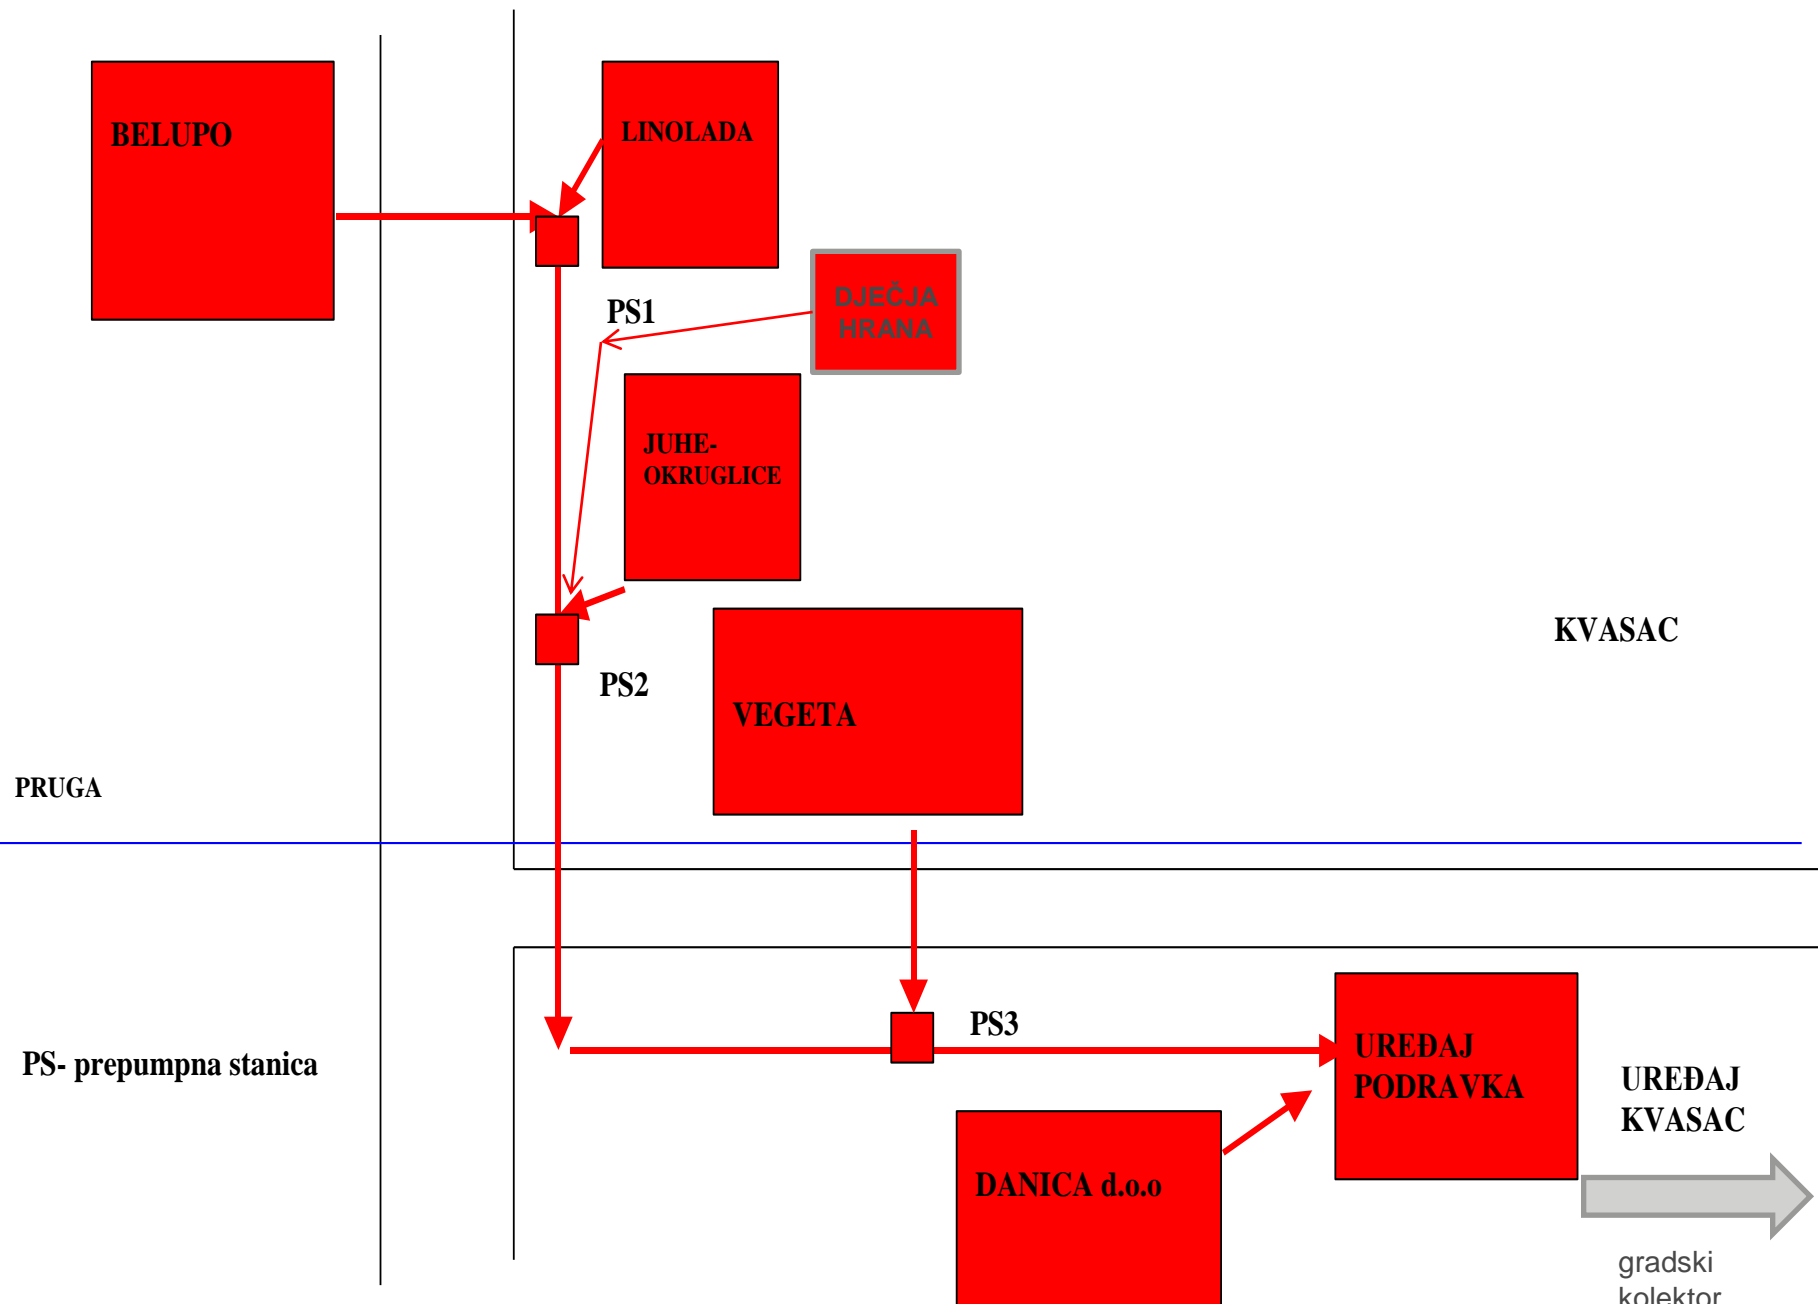 BELUPO
LINOLADA
DJEČJA
HRANA
PS1
JUHE-
OKRUGLICE
KVASAC
PS2
VEGETA
PRUGA
PS3
PS- prepumpna stanica
UREĐAJ
PODRAVKA
UREĐAJ
KVASAC
DANICA d.o.o
gradski
kolektor